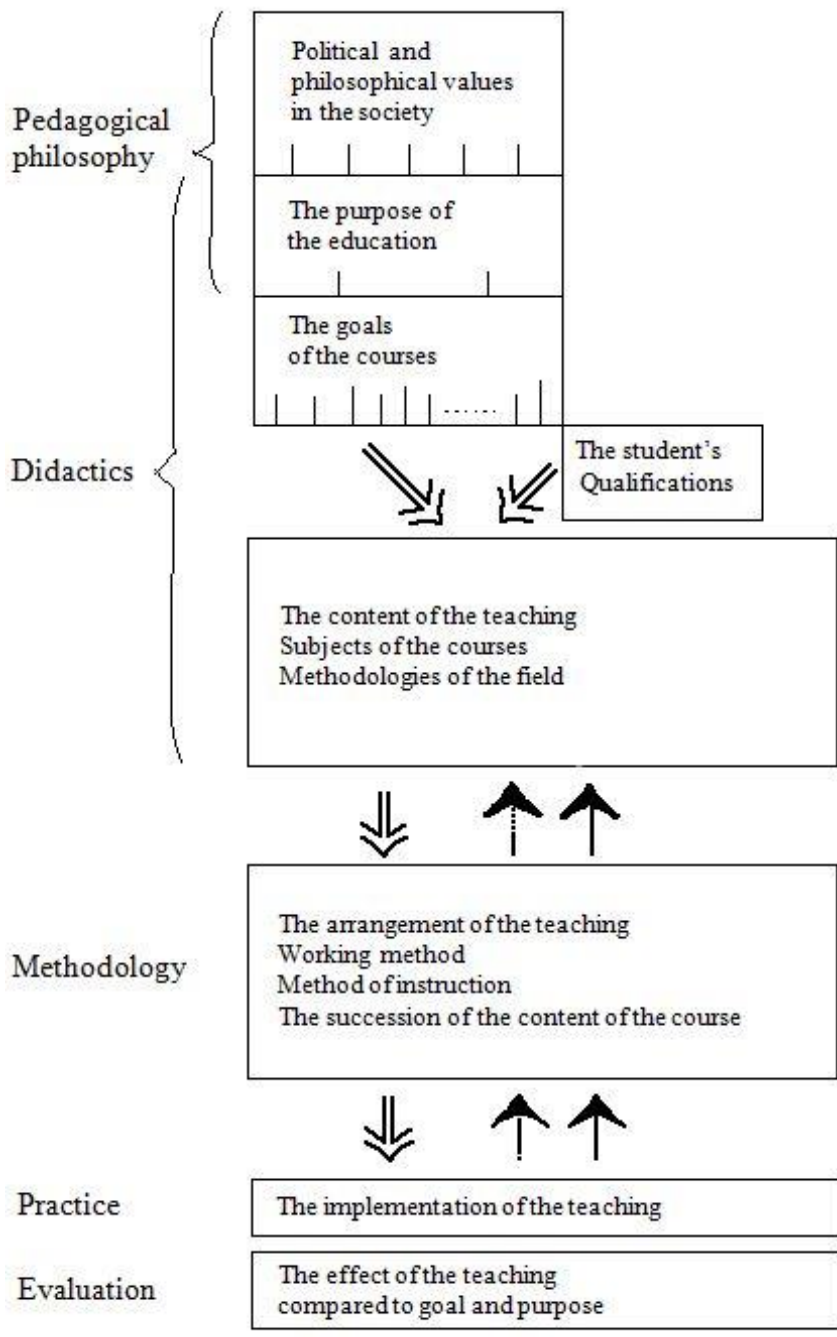 Pedagogical
philosophy
Political and
philosophical values
in the society
The purpose of
the education
The goals
of the courses
Didactics
The student's
Qualifications
The content of the teaching
Subjects of the courses
Methodologies of the field
Methodology
The arrangement of the teaching
Working method
Method of instruction
The succession of the content of the course
Practice
The implementation of the teaching
Evaluation
The effect of the teaching
compared to goal and purpose